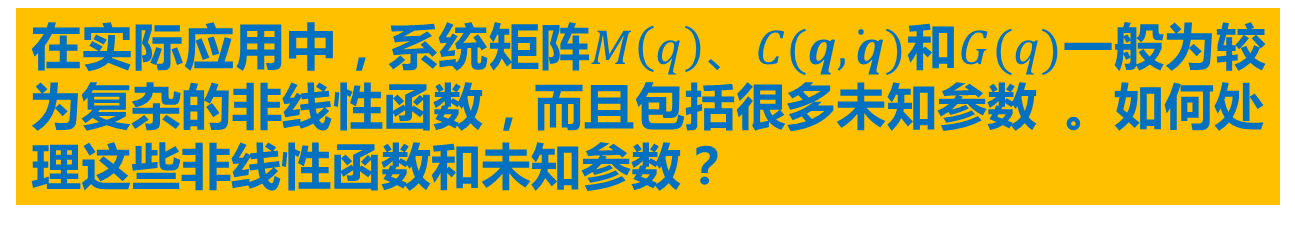 在实际应用中，系统矩阵M(q)、C(q,q̇)和G(q)一般为较
为复杂的非线性函数，而且包括很多未知参数 。如何处
理这些非线性函数和未知参数？